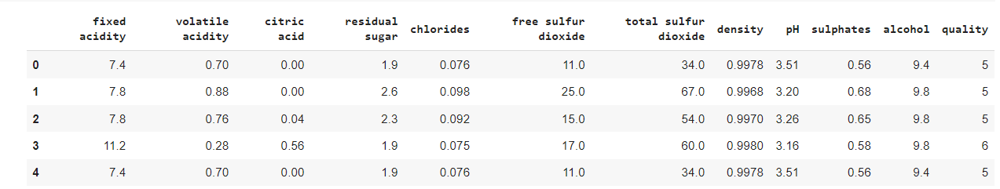 fixed acidity volatile acidity citric acid residual sugar chlorides free sulfur dioxide total sulfur dioxide density pH sulphates alcohol quality
0 7.4 0.70 0.00 1.9 0.076 11.0 34.0 0.9978 3.51 0.56 9.4 5
1 7.8 0.88 0.00 2.6 0.098 25.0 67.0 0.9968 3.20 0.68 9.8 5
2 7.8 0.76 0.04 2.3 0.092 15.0 54.0 0.9970 3.26 0.65 9.8 5
3 11.2 0.28 0.56 1.9 0.075 17.0 60.0 0.9980 3.16 0.58 9.8 6
4 7.4 0.70 0.00 1.9 0.076 11.0 34.0 0.9978 3.51 0.56 9.4 5